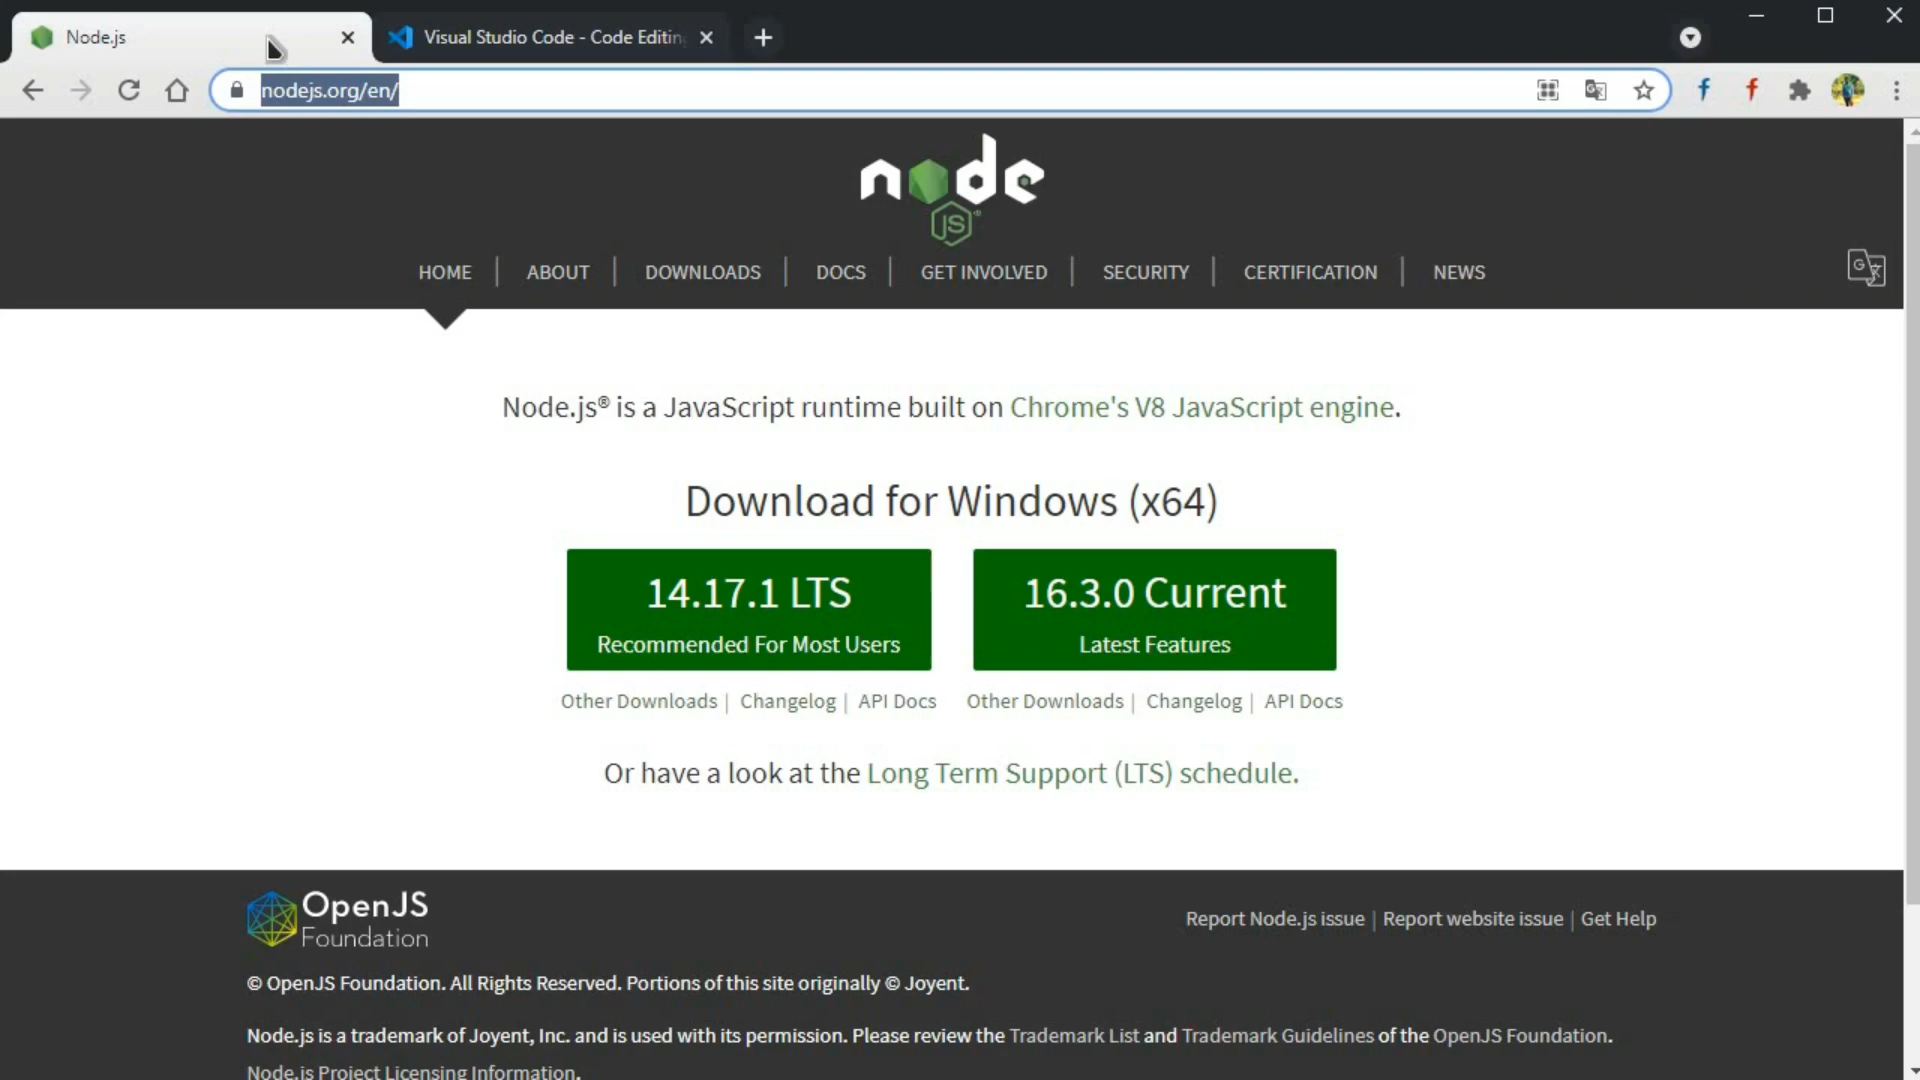 Node.js
Visual Studio Code - Code Editin
nodejs.org/en/
node
JS
HOME | ABOUT | DOWNLOADS | DOCS | GET INVOLVED | SECURITY | CERTIFICATION | NEWS
Node.js® is a JavaScript runtime built on Chrome's V8 JavaScript engine.
Download for Windows (x64)
14.17.1 LTS
Recommended For Most Users
16.3.0 Current
Latest Features
Other Downloads | Changelog | API Docs
Other Downloads | Changelog | API Docs
Or have a look at the Long Term Support (LTS) schedule.
OpenJS
Foundation
Report Node.js issue | Report website issue | Get Help
© OpenJS Foundation. All Rights Reserved. Portions of this site originally © Joyent.
Node.js is a trademark of Joyent, Inc. and is used with its permission. Please review the Trademark List and Trademark Guidelines of the OpenJS Foundation.
Node.js Project Licensing Information.